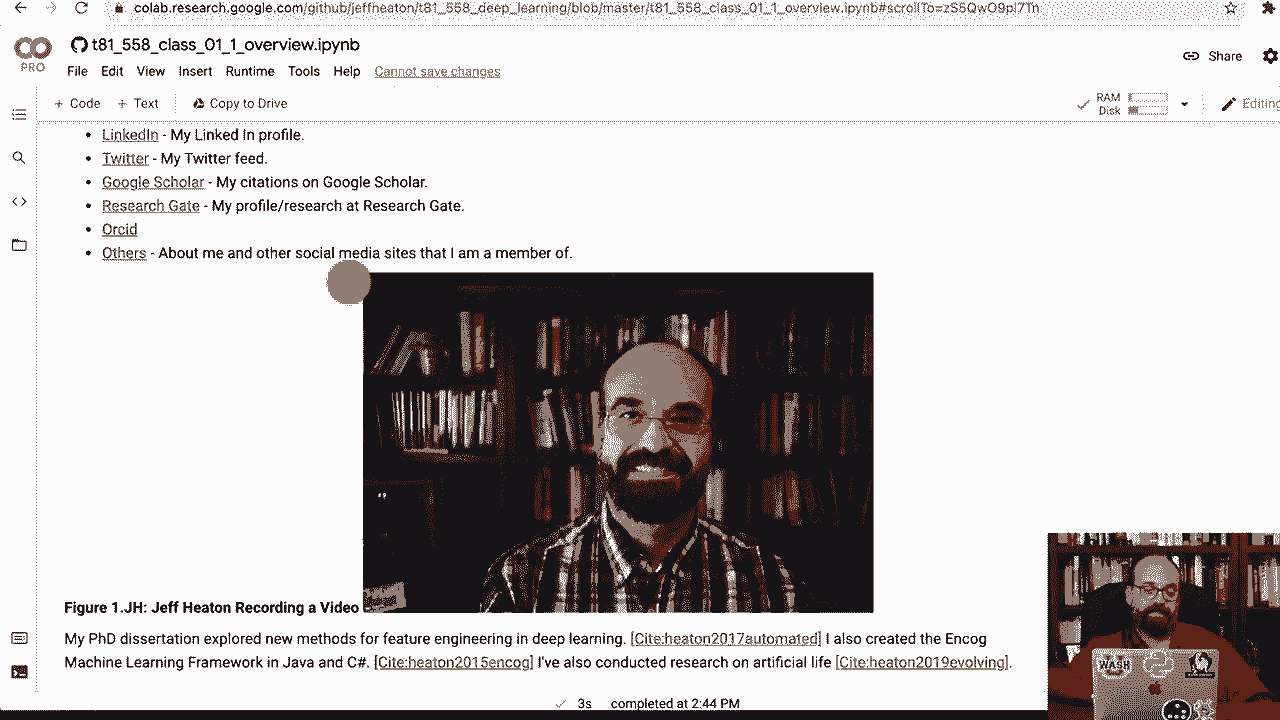 colab.research.google.com/github/jeffheaton/t81_558_deep_learning/blob/master/t81_558_class_01_1_overview.ipynb#scrollTo=zS5QwO9pI7Tn
PRO
t81_558_class_01_1_overview.ipynb
Share
File Edit View Insert Runtime Tools Help Cannot save changes
+ Code + Text Copy to Drive
RAM
Disk
Editing
• LinkedIn - My Linked In profile.
• Twitter - My Twitter feed.
• Google Scholar - My citations on Google Scholar.
• Research Gate - My profile/research at Research Gate.
• Orcid
• Others - About me and other social media sites that I am a member of.
Figure 1.JH: Jeff Heaton Recording a Video
My PhD dissertation explored new methods for feature engineering in deep learning. [Cite:heaton2017automated] I also created the Encog
Machine Learning Framework in Java and C#. [Cite:heaton2015encog] I've also conducted research on artificial life [Cite:heaton2019evolving].
WASH
3s completed at 2:44 PM